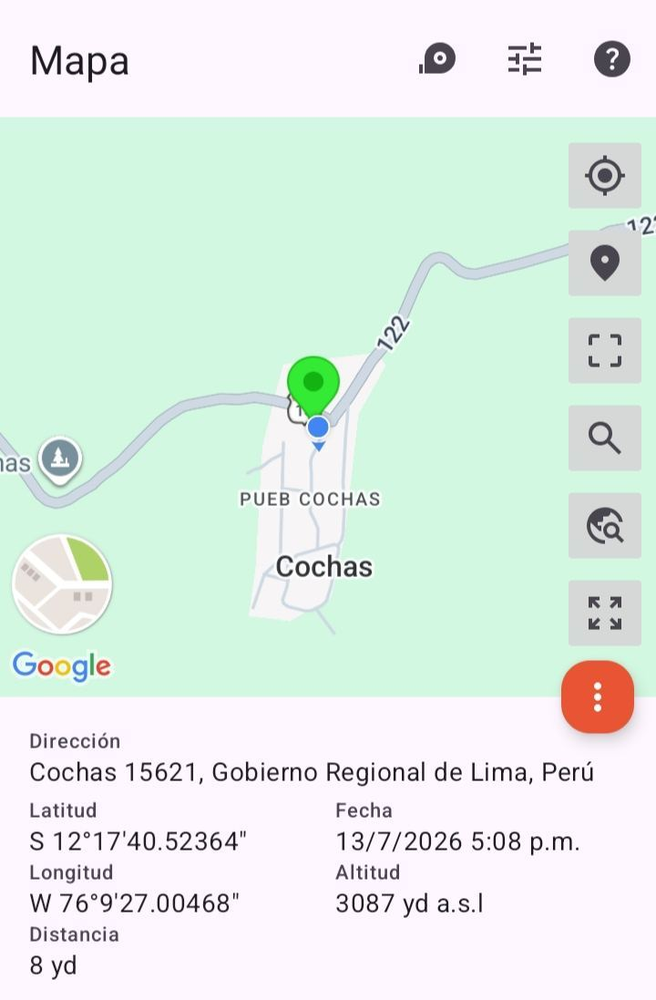 Mapa
122
122
PUEB COCHAS
Cochas
Google
Dirección
Cochas 15621, Gobierno Regional de Lima, Perú
Latitud
S 12°17'40.52364"
Fecha
13/7/2026 5:08 p.m.
Longitud
W 76°9'27.00468"
Altitud
3087 yd a.s.l
Distancia
8 yd